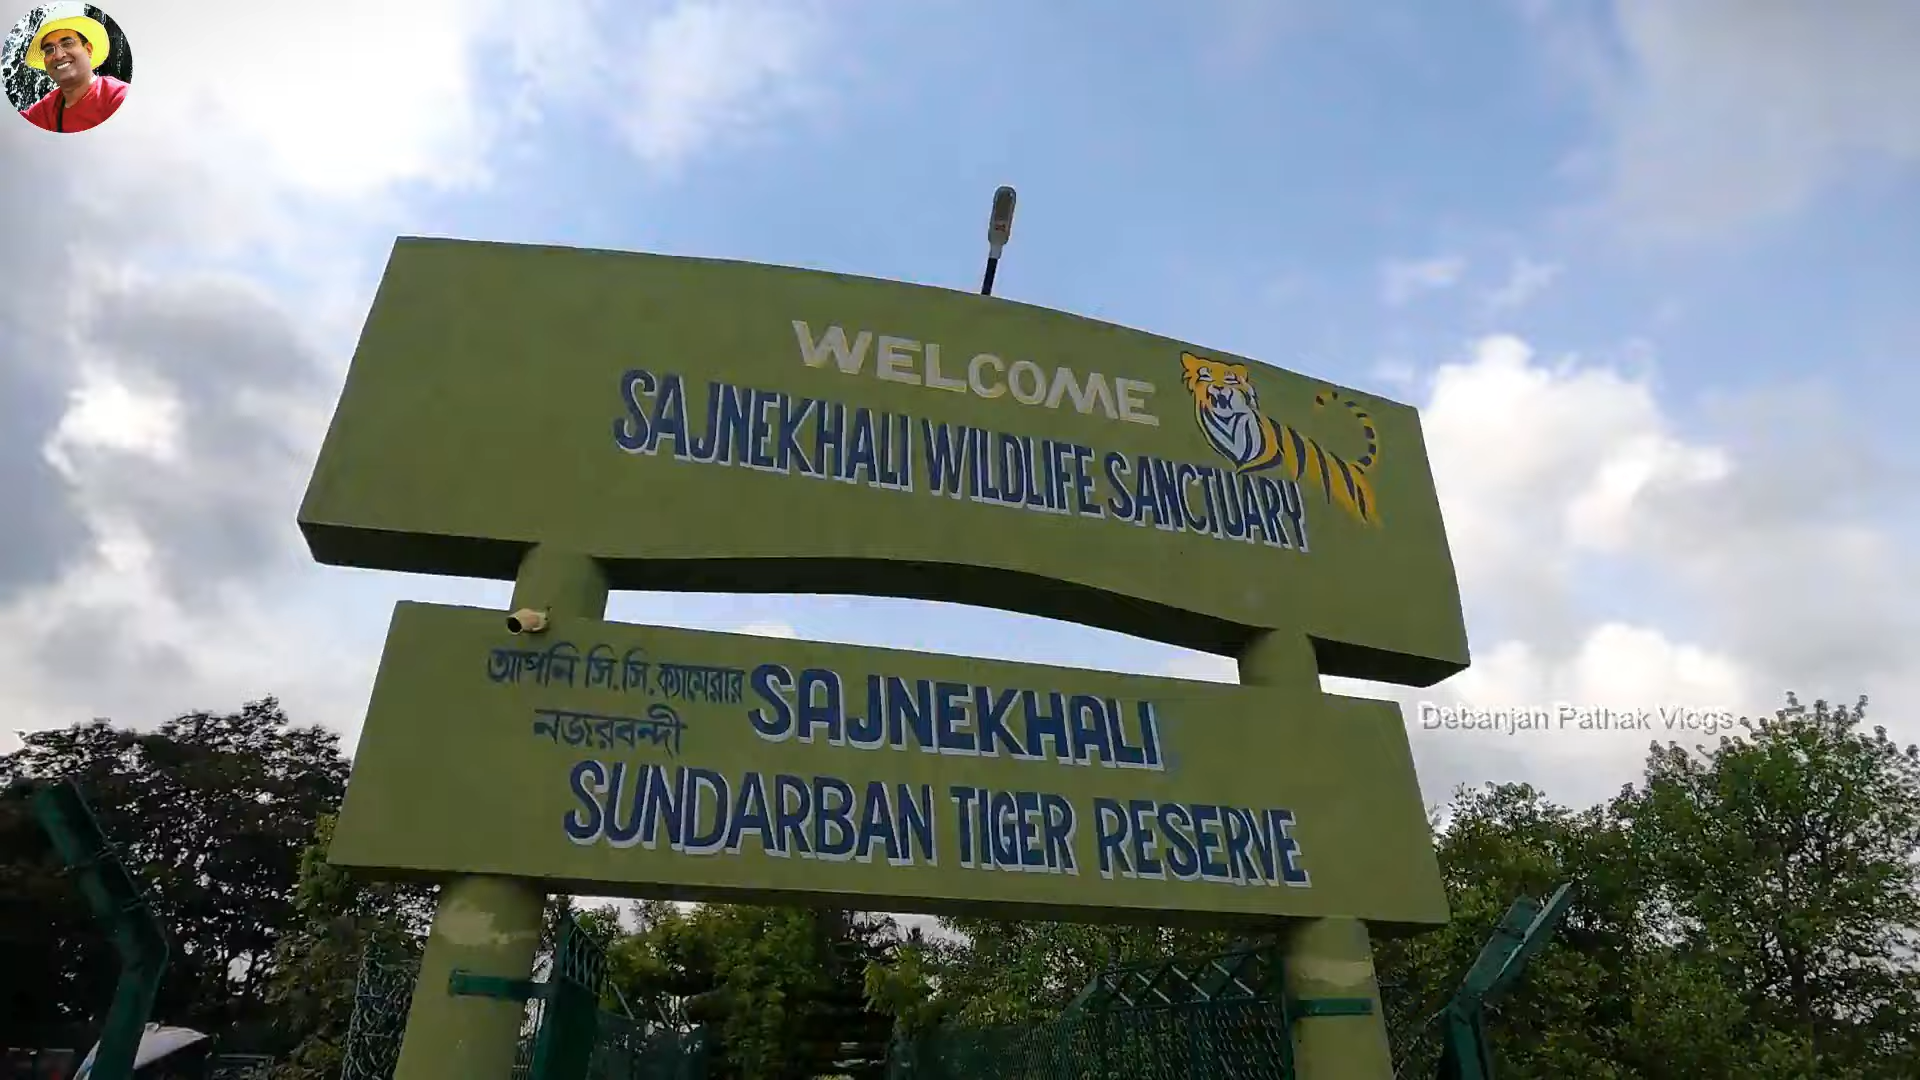 WELCOME
SAJNEKHALI WILDLIFE SANCTUARY
আপনি সি.সি.ক্যামেরার
নজরবন্দী
SAJNEKHALI
SUNDARBAN TIGER RESERVE
Debanjan Pathak Vlogs